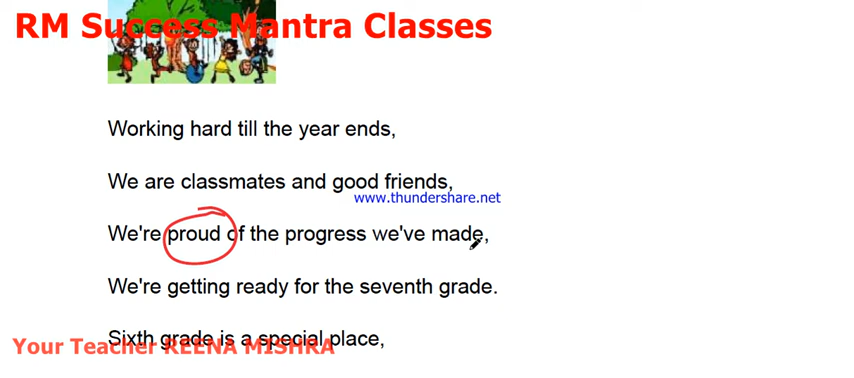 RM Success Mantra Classes
Working hard till the year ends,
We are classmates and good friends,
www.thundershare.net
We're proud of the progress we've made,
We're getting ready for the seventh grade.
Sixth grade is a special place,
Your Teacher REENA MISHRA